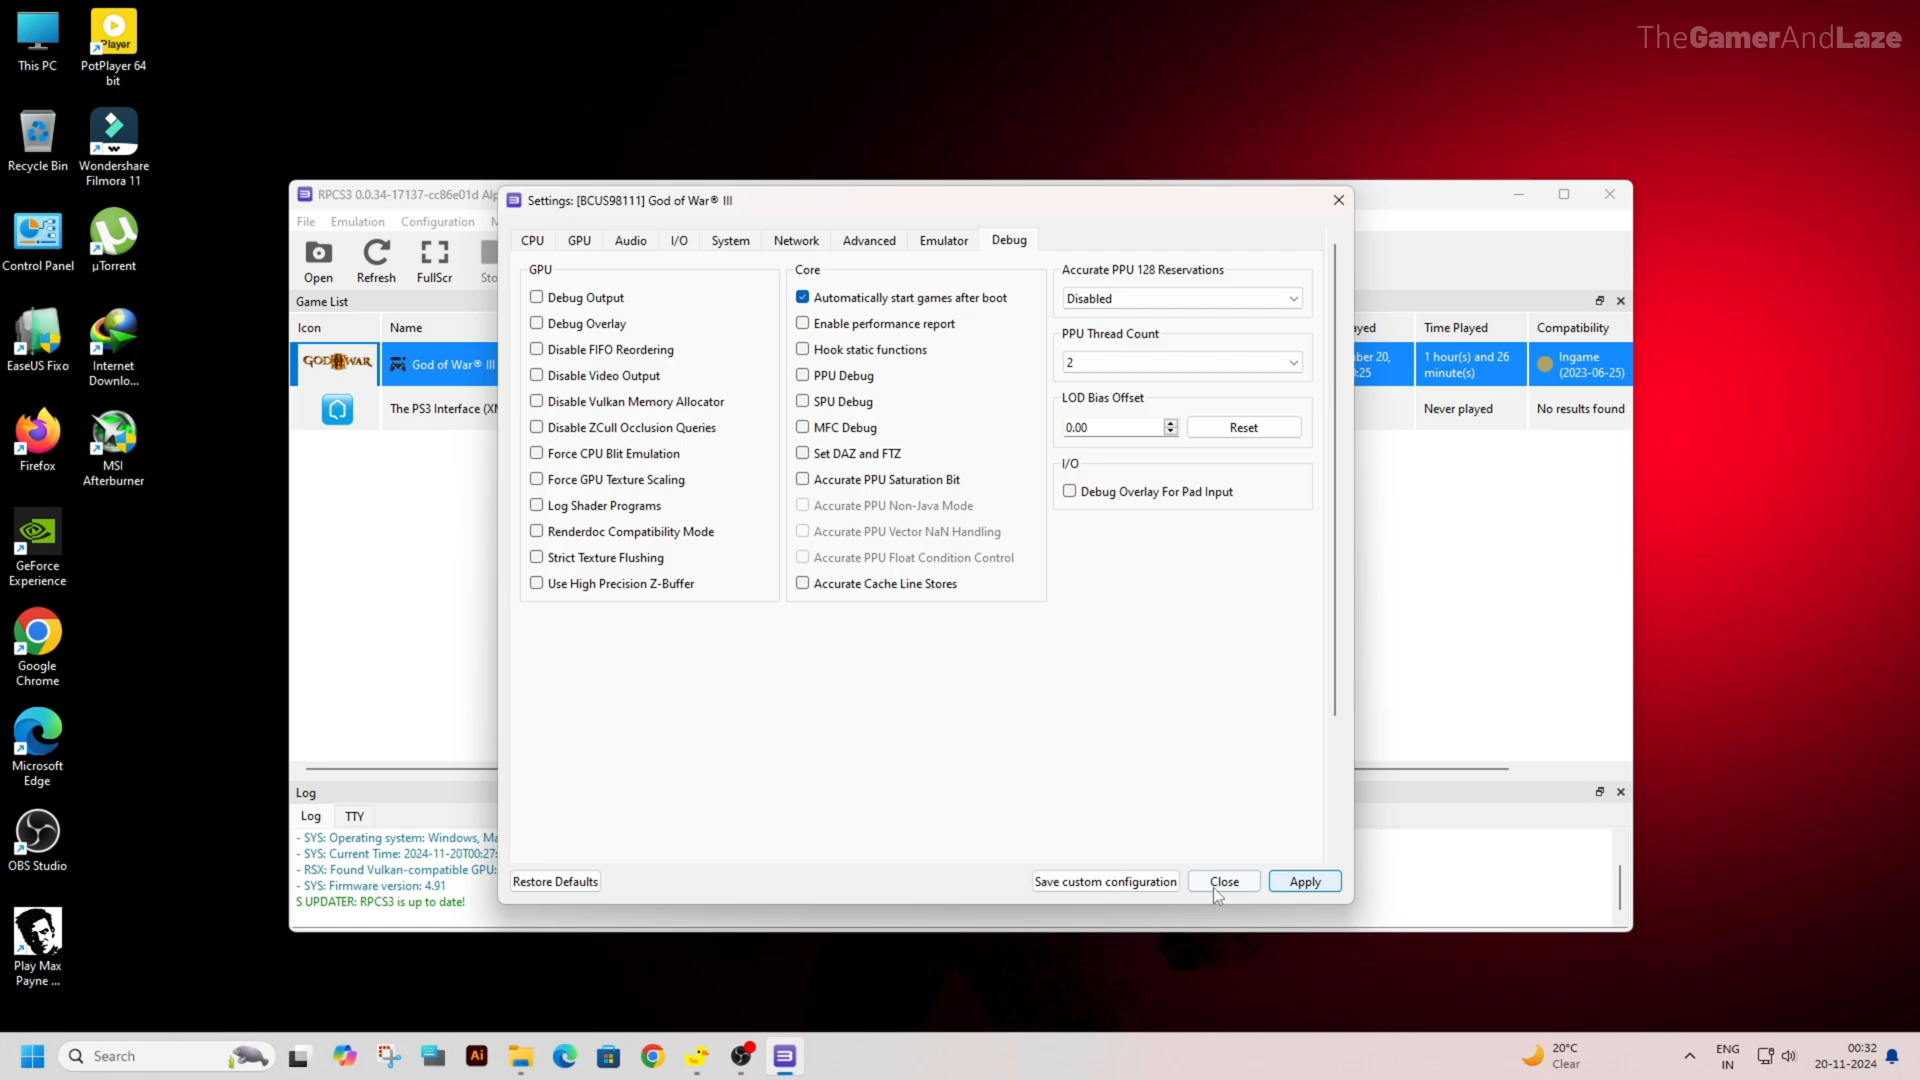 TheGamerAndLaze
This PC
PotPlayer 64
bit
Recycle Bin
Wondershare
Filmora 11
Control Panel
µTorrent
EaseUS Fixo
Internet
Downlo...
Firefox
MSI
Afterburner
GeForce
Experience
Google
Chrome
Microsoft
Edge
OBS Studio
Play Max
Payne ...
RPCS3 0.0.34-17137-cc86e01d Alp
File Emulation Configuration M
Open Refresh FullScr Sto
Game List
Icon Name
God of War® III
The PS3 Interface (XM
ayed Time Played Compatibility
ber 20, 1 hour(s) and 26 Ingame
:25 minute(s) (2023-06-25)
Never played No results found
Settings: [BCUS98111] God of War® III
CPU GPU Audio I/O System Network Advanced Emulator Debug
GPU
Debug Output
Debug Overlay
Disable FIFO Reordering
Disable Video Output
Disable Vulkan Memory Allocator
Disable ZCull Occlusion Queries
Force CPU Blit Emulation
Force GPU Texture Scaling
Log Shader Programs
Renderdoc Compatibility Mode
Strict Texture Flushing
Use High Precision Z-Buffer
Core
Automatically start games after boot
Enable performance report
Hook static functions
PPU Debug
SPU Debug
MFC Debug
Set DAZ and FTZ
Accurate PPU Saturation Bit
Accurate PPU Non-Java Mode
Accurate PPU Vector NaN Handling
Accurate PPU Float Condition Control
Accurate Cache Line Stores
Accurate PPU 128 Reservations
Disabled
PPU Thread Count
2
LOD Bias Offset
0.00 Reset
I/O
Debug Overlay For Pad Input
Restore Defaults Save custom configuration Close Apply
Log
Log TTY
- SYS: Operating system: Windows, Ma
- SYS: Current Time: 2024-11-20T00:27:
- RSX: Found Vulkan-compatible GPU:
- SYS: Firmware version: 4.91
S UPDATER: RPCS3 is up to date!
Search
Ai
20°C
Clear
ENG
IN
00:32
20-11-2024